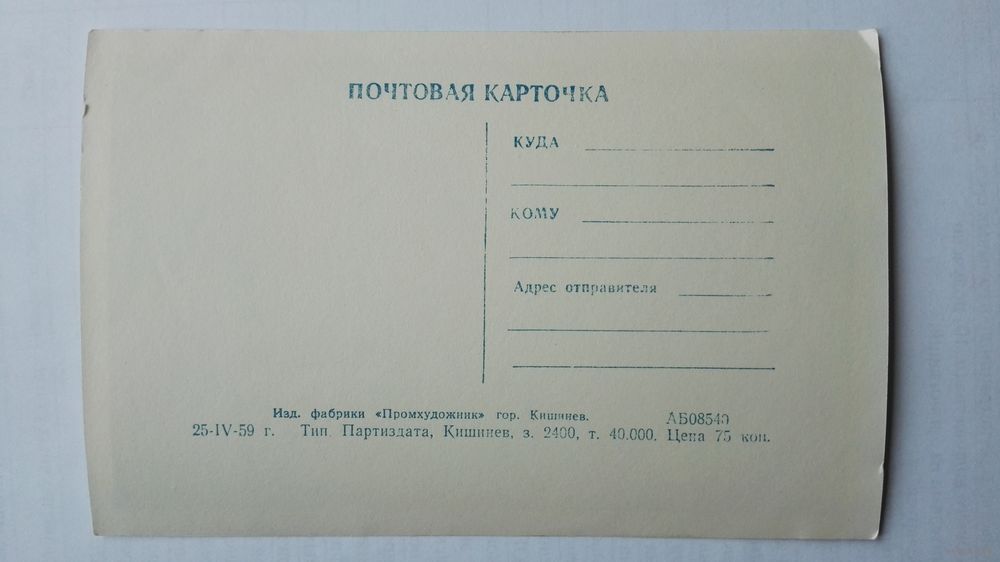 ПОЧТОВАЯ КАРТОЧКА
КУДА
КОМУ
Адрес отправителя
Изд. фабрики «Промхудожник» гор. Кишинев. АБ08540
25-IV-59 г. Тип. Партиздата, Кишинев, з. 2400, т. 40.000. Цена 75 коп.